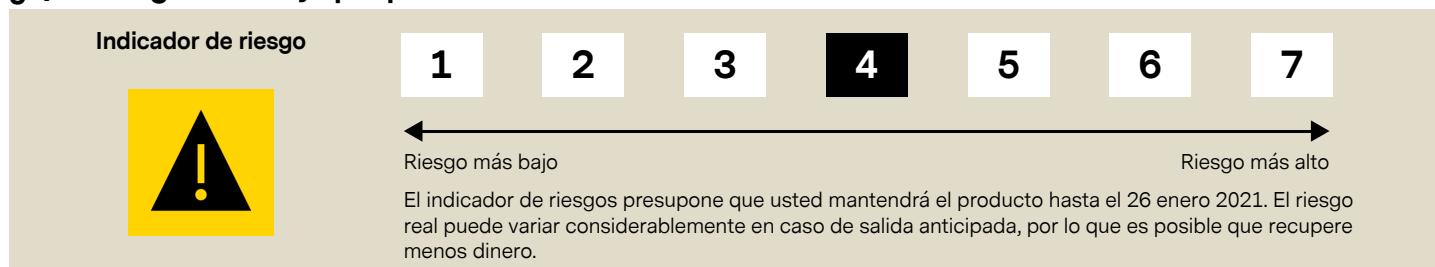 Indicador de riesgo
1 2 3 4 5 6 7
Riesgo más bajo Riesgo más alto
El indicador de riesgos presupone que usted mantendrá el producto hasta el 26 enero 2021. El riesgo
real puede variar considerablemente en caso de salida anticipada, por lo que es posible que recupere
menos dinero.